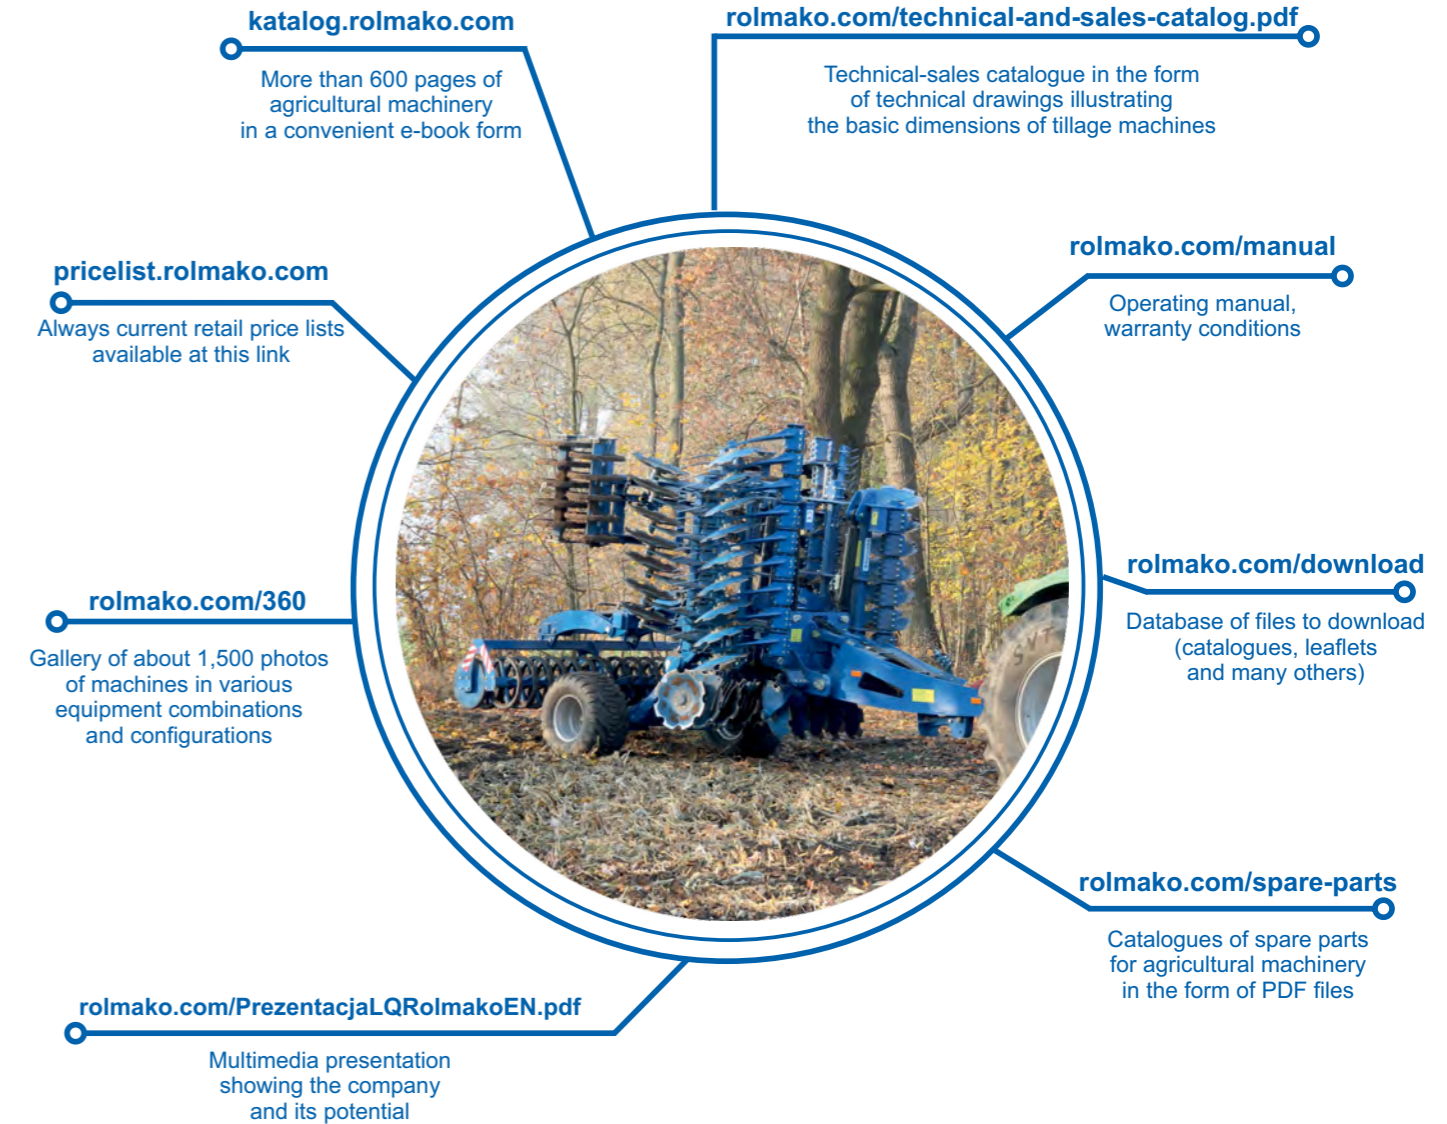 katalog.rolmako.com
More than 600 pages of
agricultural machinery
in a convenient e-book form
rolmako.com/technical-and-sales-catalog.pdf
Technical-sales catalogue in the form
of technical drawings illustrating
the basic dimensions of tillage machines
pricelist.rolmako.com
Always current retail price lists
available at this link
rolmako.com/manual
Operating manual,
warranty conditions
rolmako.com/360
Gallery of about 1,500 photos
of machines in various
equipment combinations
and configurations
rolmako.com/download
Database of files to download
(catalogues, leaflets
and many others)
rolmako.com/spare-parts
Catalogues of spare parts
for agricultural machinery
in the form of PDF files
rolmako.com/PrezentacjaLQRolmakoEN.pdf
Multimedia presentation
showing the company
and its potential